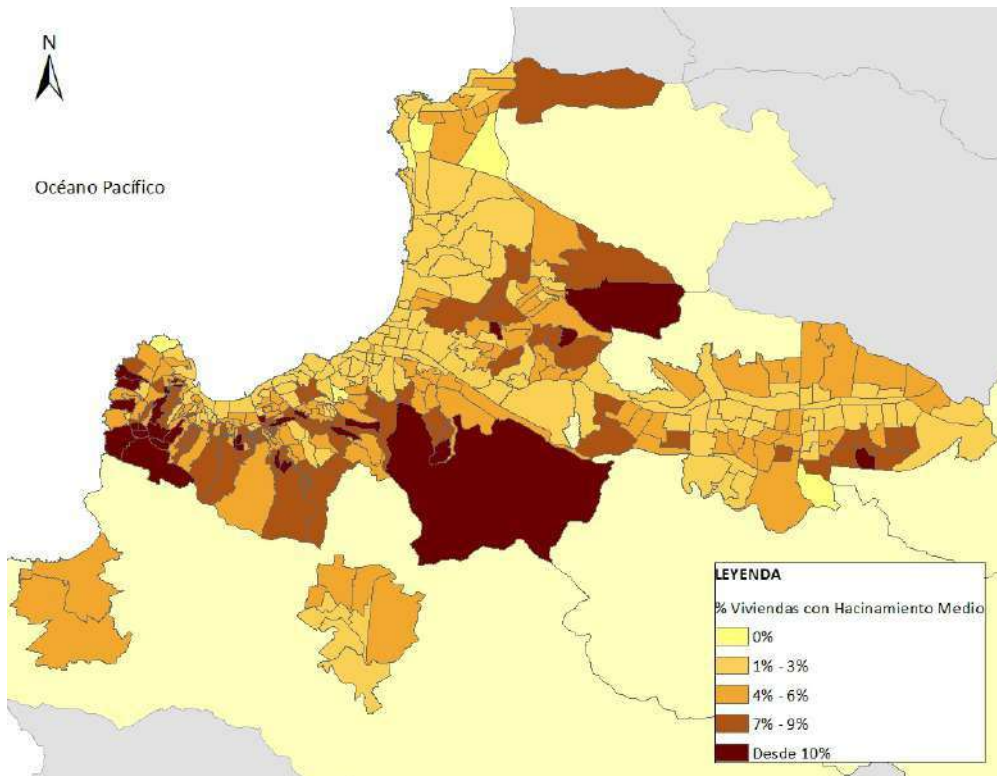 N
Océano Pacífico
LEYENDA
% Viviendas con Hacinamiento Medio
0%
1% - 3%
4% - 6%
7% - 9%
Desde 10%